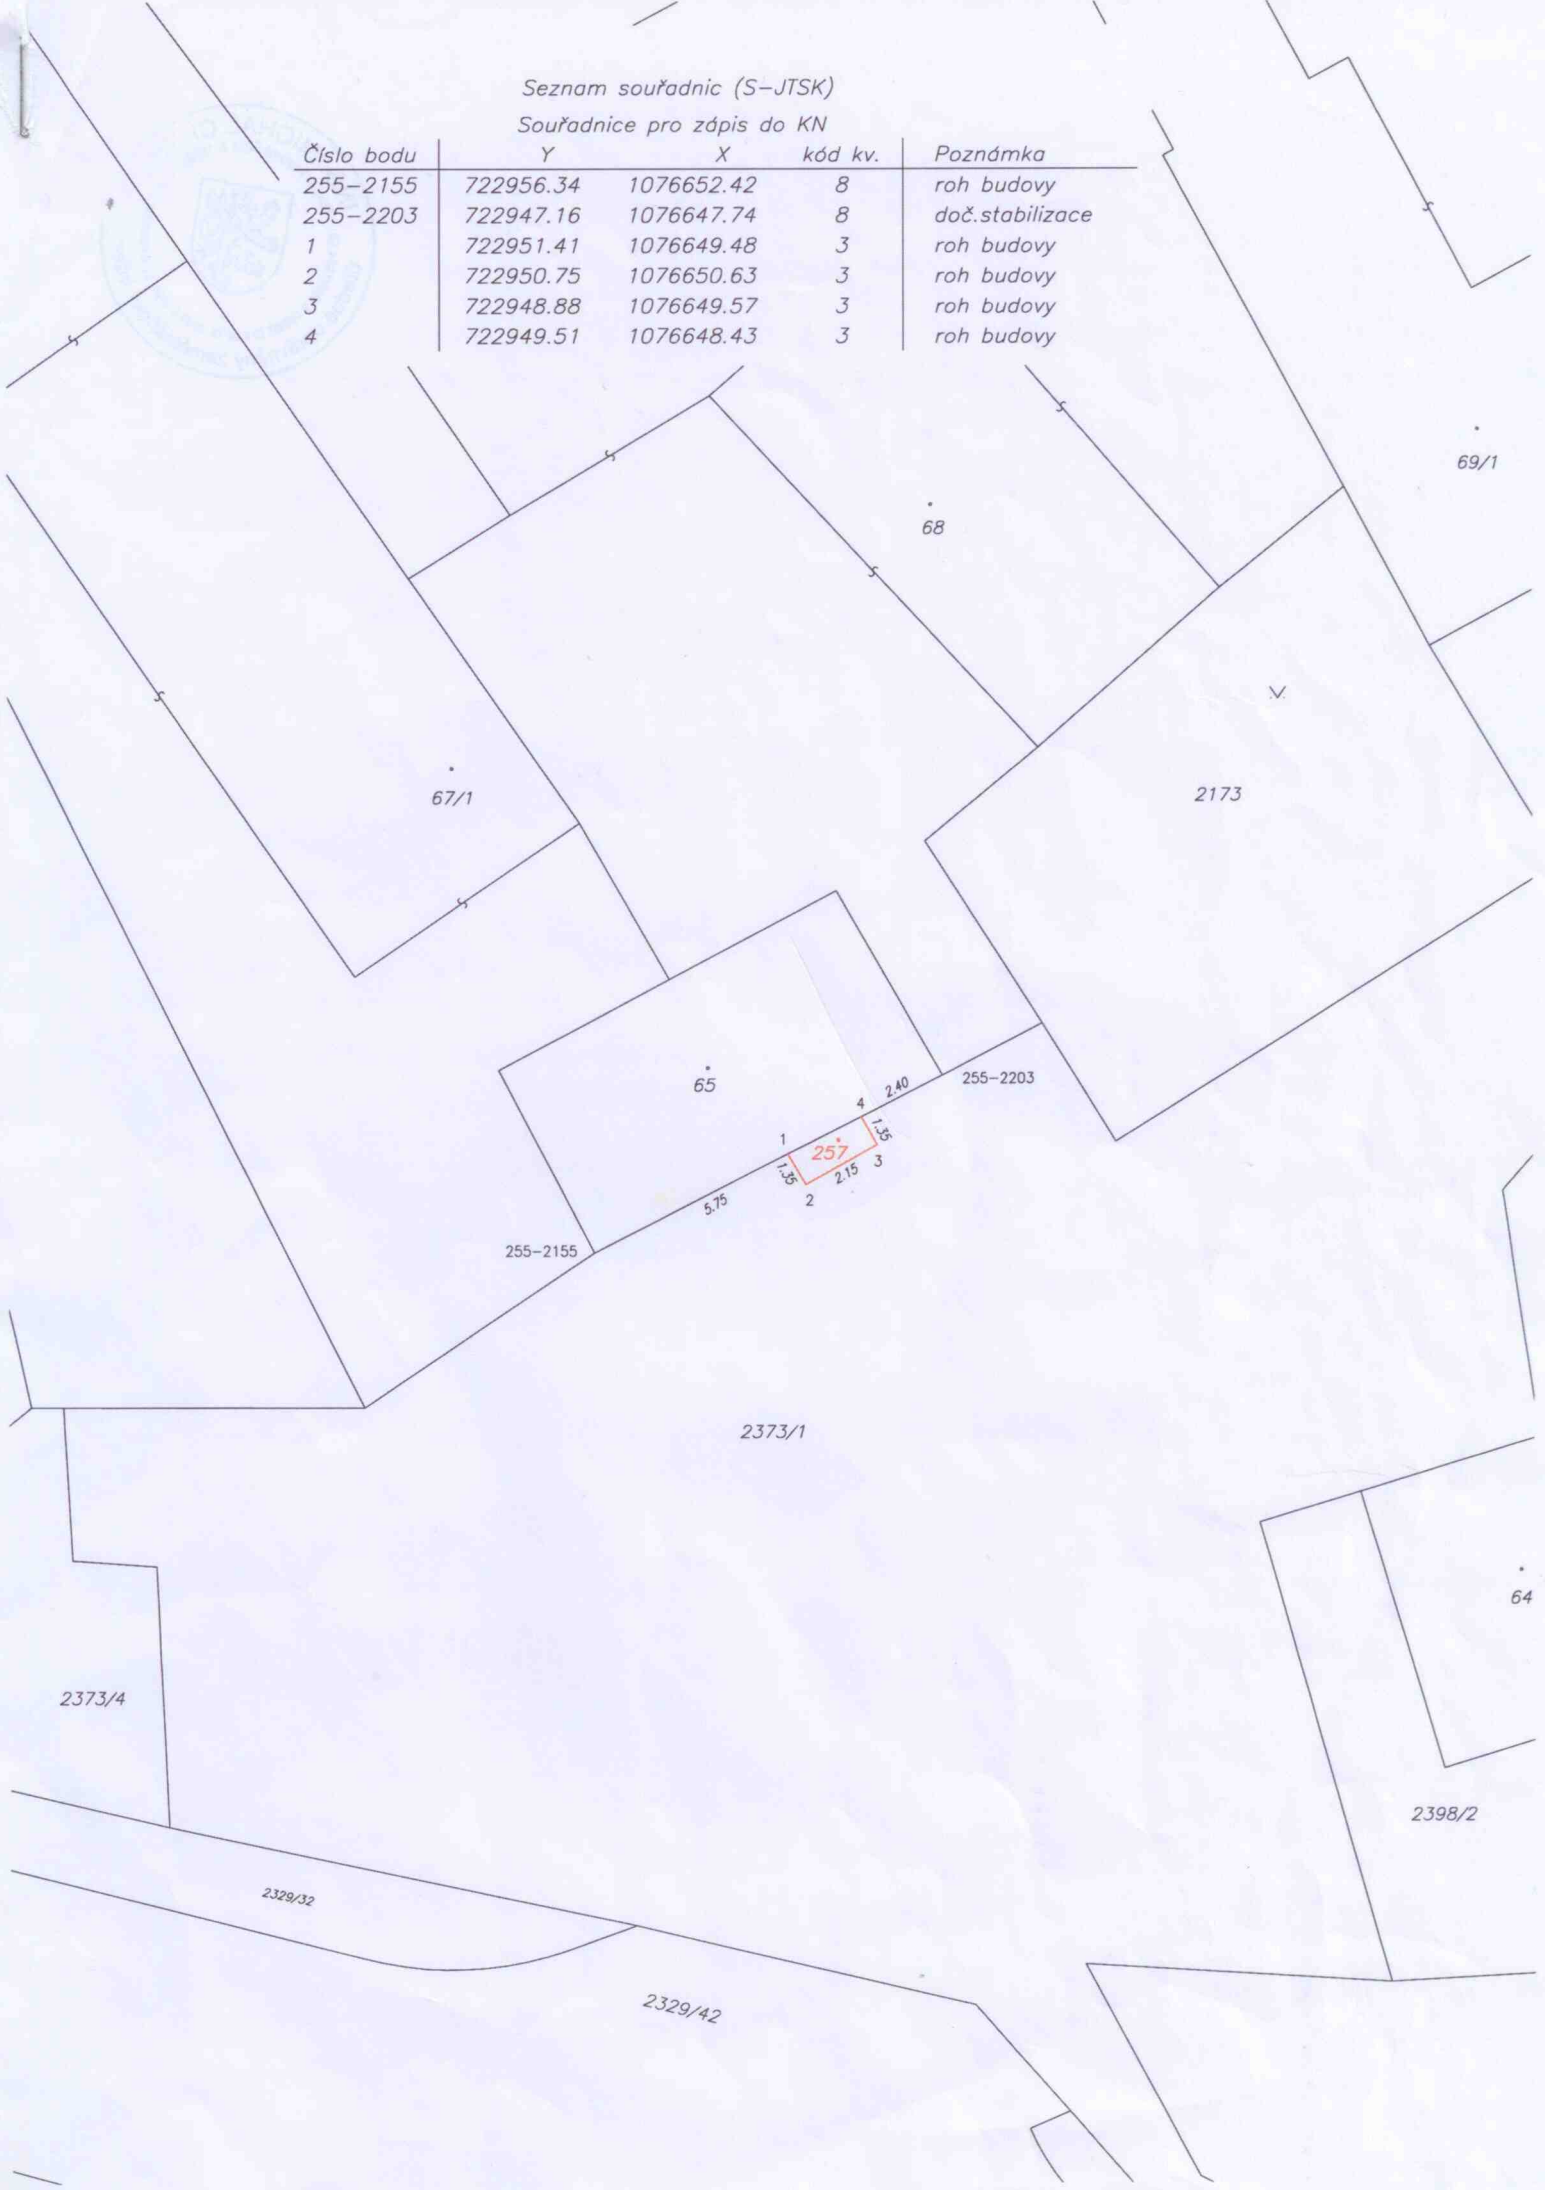 Seznam souřadnic (S-JTSK)
Souřadnice pro zápis do KN
Číslo bodu Y X kód kv. Poznámka
255-2155 722956.34 1076652.42 8 roh budovy
255-2203 722947.16 1076647.74 8 doč.stabilizace
1 722951.41 1076649.48 3 roh budovy
2 722950.75 1076650.63 3 roh budovy
3 722948.88 1076649.57 3 roh budovy
4 722949.51 1076648.43 3 roh budovy
69/1
68
67/1
2173
65
255-2203
2.40
4
1.35
1
257
3
1.35
2.15
2
5.75
255-2155
2373/1
64
2373/4
2398/2
2329/32
2329/42